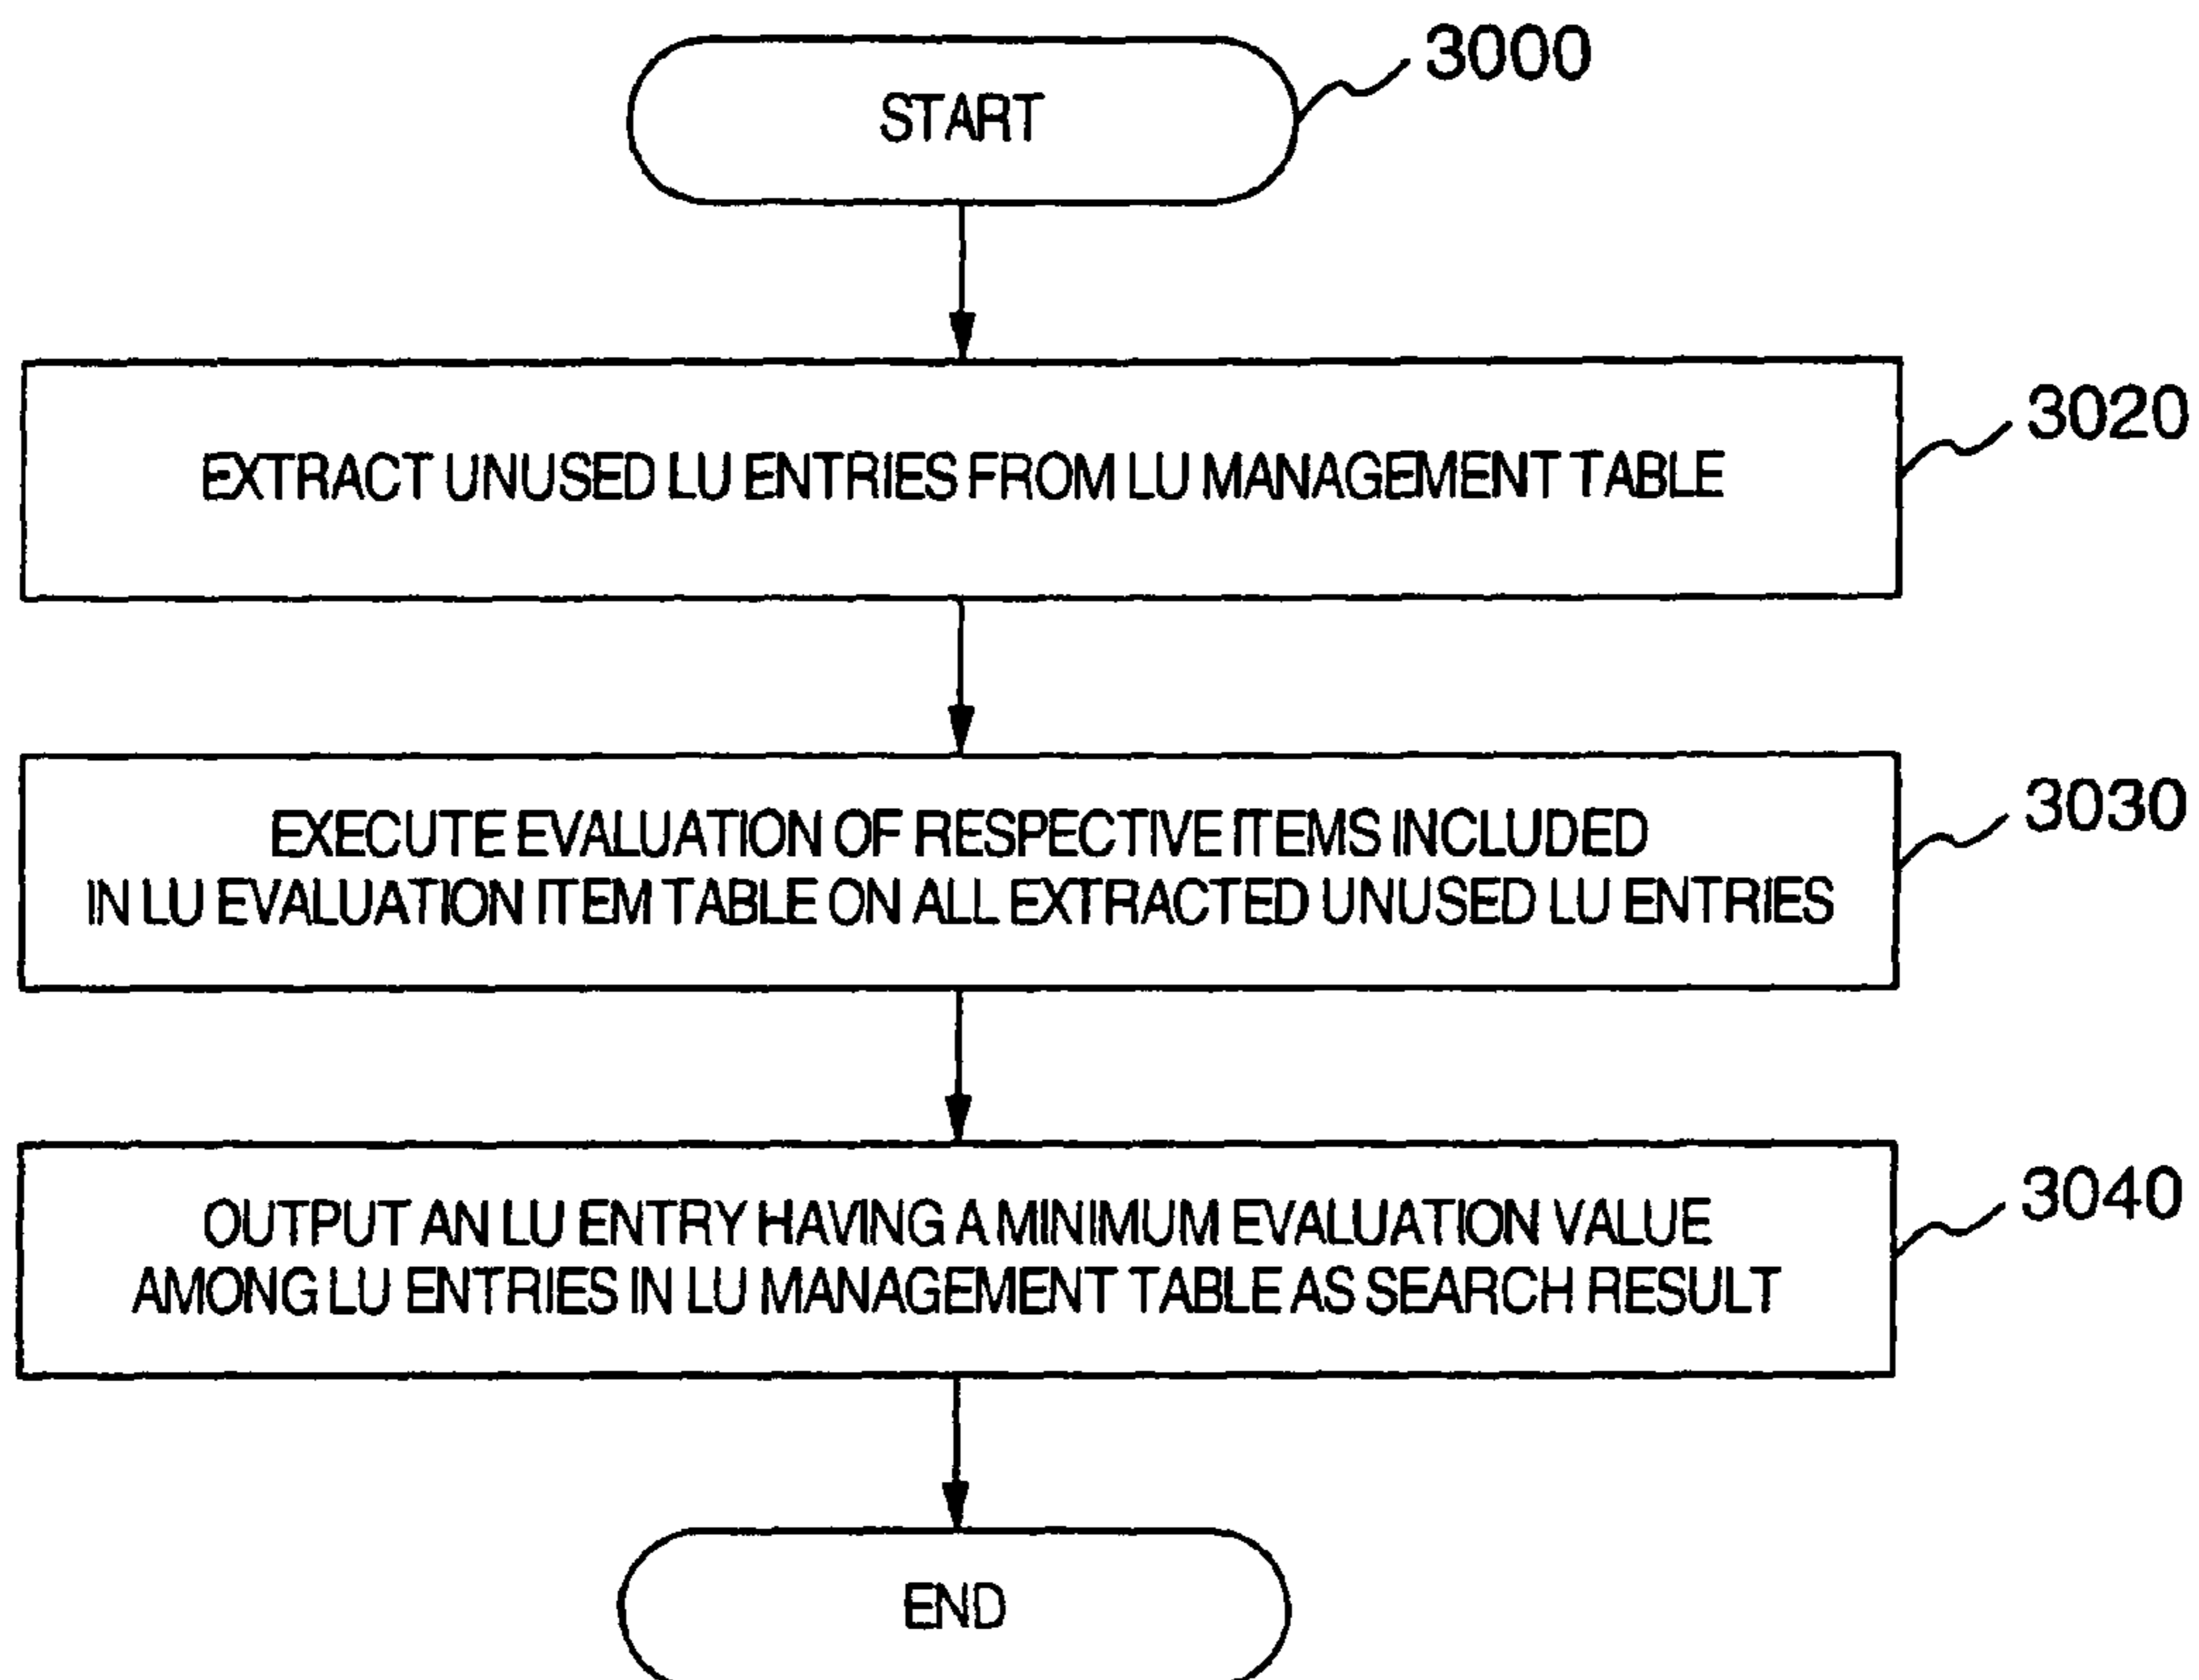 START
3000
EXTRACT UNUSED LU ENTRIES FROM LU MANAGEMENT TABLE
3020
EXECUTE EVALUATION OF RESPECTIVE ITEMS INCLUDED
IN LU EVALUATION ITEM TABLE ON ALL EXTRACTED UNUSED LU ENTRIES
3030
OUTPUT AN LU ENTRY HAVING A MINIMUM EVALUATION VALUE
AMONG LU ENTRIES IN LU MANAGEMENT TABLE AS SEARCH RESULT
3040
END